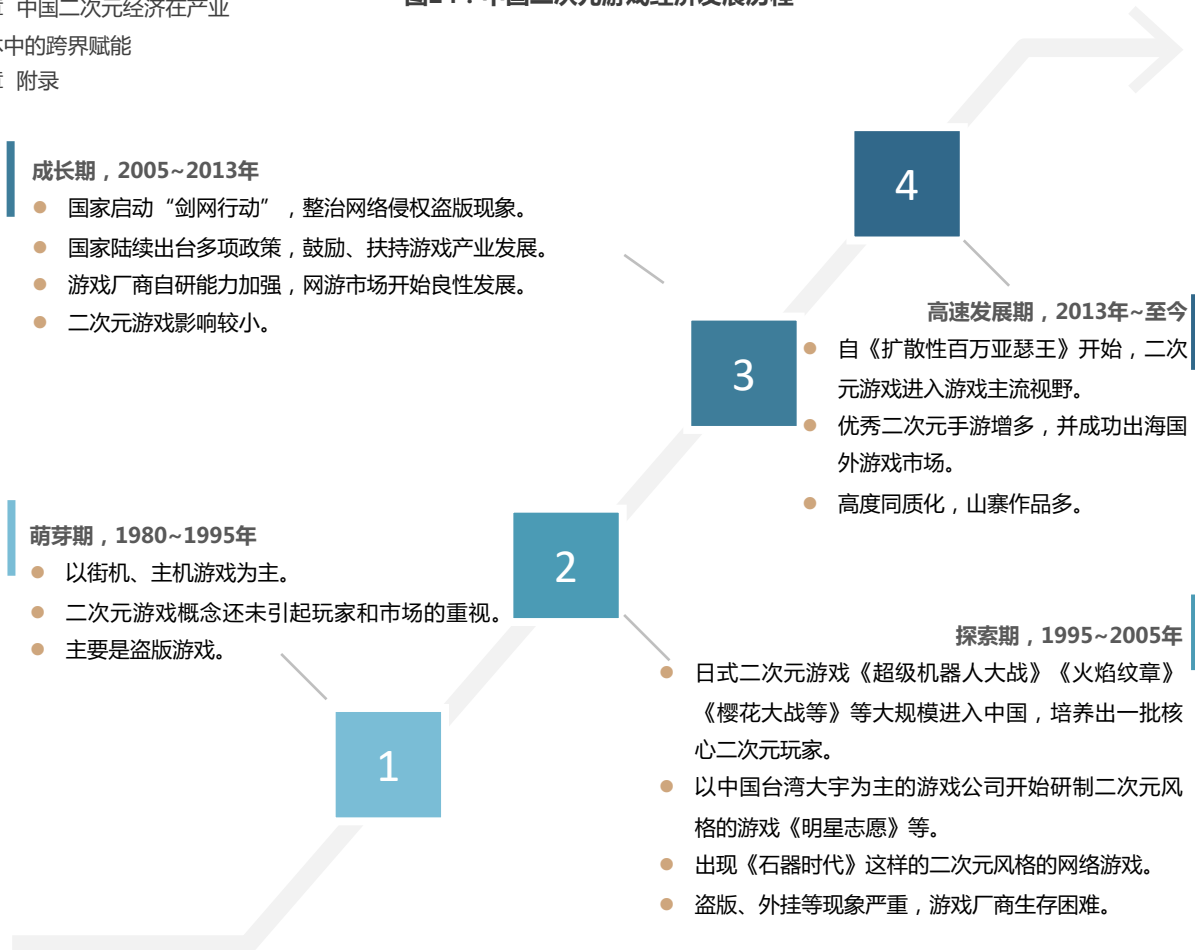 中国二次元经济在产业
中的跨界赋能
附录
图24:中国二次元游戏经济发展历程
成长期，2005~2013年
国家启动“剑网行动”，整治网络侵权盗版现象。
国家陆续出台多项政策，鼓励、扶持游戏产业发展。
游戏厂商自研能力加强，网游市场开始良性发展。
二次元游戏影响较小。
4
高速发展期，2013年~至今
自《扩散性百万亚瑟王》开始，二次
元游戏进入游戏主流视野。
优秀二次元手游增多，并成功出海国
外游戏市场。
高度同质化，山寨作品多。
3
萌芽期，1980~1995年
以街机、主机游戏为主。
二次元游戏概念还未引起玩家和市场的重视。
主要是盗版游戏。
2
探索期，1995~2005年
日式二次元游戏《超级机器人大战》《火焰纹章》
《樱花大战等》等大规模进入中国，培养出一批核
心二次元玩家。
以中国台湾大宇为主的游戏公司开始研制二次元风
格的游戏《明星志愿》等。
出现《石器时代》这样的二次元风格的网络游戏。
盗版、外挂等现象严重，游戏厂商生存困难。
1